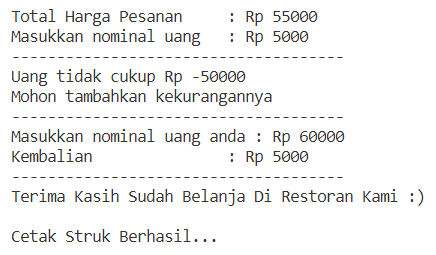 Total Harga Pesanan : Rp 55000
Masukkan nominal uang : Rp 5000
-----------------------------------
Uang tidak cukup Rp -50000
Mohon tambahkan kekurangannya
-----------------------------------
Masukkan nominal uang anda : Rp 60000
Kembalian : Rp 5000
-----------------------------------
Terima Kasih Sudah Belanja Di Restoran Kami :)
Cetak Struk Berhasil...